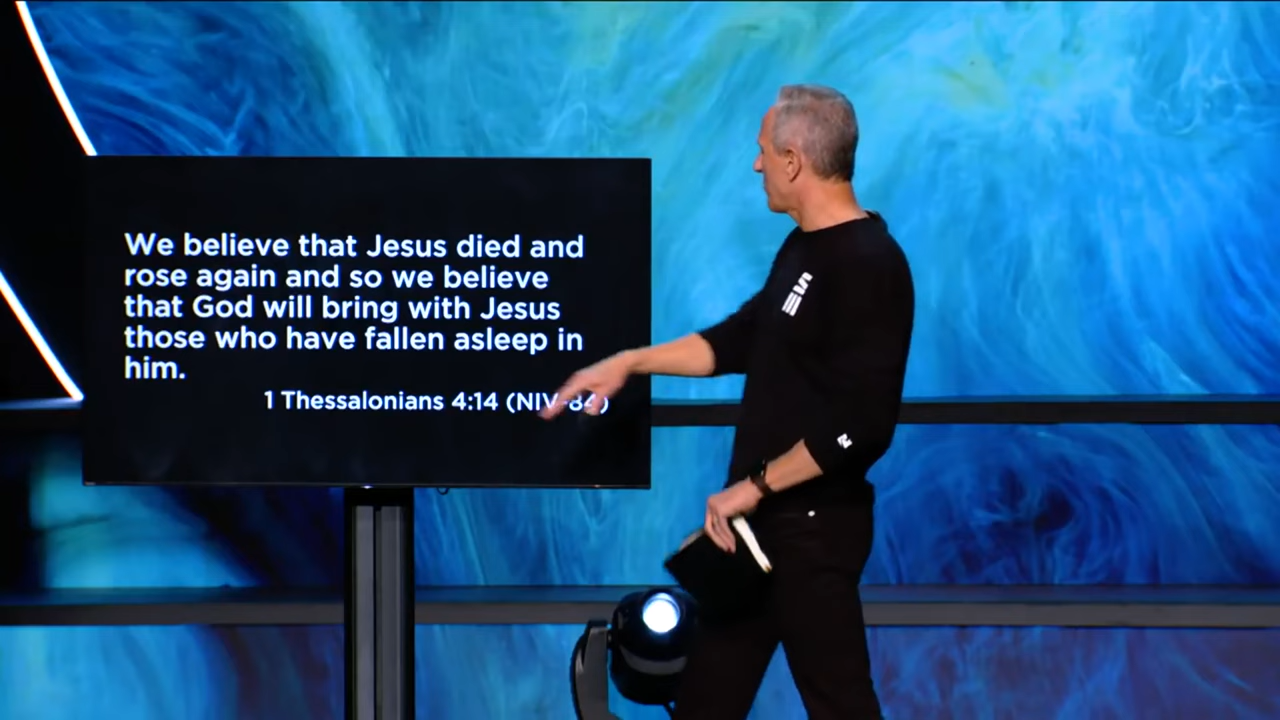 We believe that Jesus died and
rose again and so we believe
that God will bring with Jesus
those who have fallen asleep in
him.
1 Thessalonians 4:14 (NIV-84)